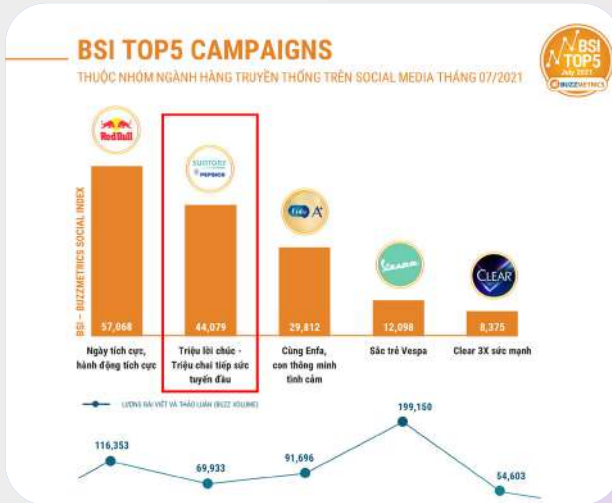 BSI TOP5 CAMPAIGNS
THUỘC NHÓM NGÀNH HÀNG TRUYỀN THỐNG TRÊN SOCIAL MEDIA THÁNG 07/2021
BSI
TOP5
July 2021
BUZZMETRICS
BSI – BUZZMETRICS SOCIAL INDEX
Red Bull
SUNTORY
PEPSICO
Enfa A+
Vespa
CLEAR
57,068
44,079
29,812
12,098
8,375
Ngày tích cực,
hành động tích cực
Triệu lời chúc -
Triệu chai tiếp sức
tuyến đầu
Cùng Enfa,
con thông minh
tình cảm
Sắc trẻ Vespa
Clear 3X sức mạnh
LƯỢNG BÀI VIẾT VÀ THẢO LUẬN (BUZZ VOLUME)
116,353
69,933
91,696
199,150
54,603